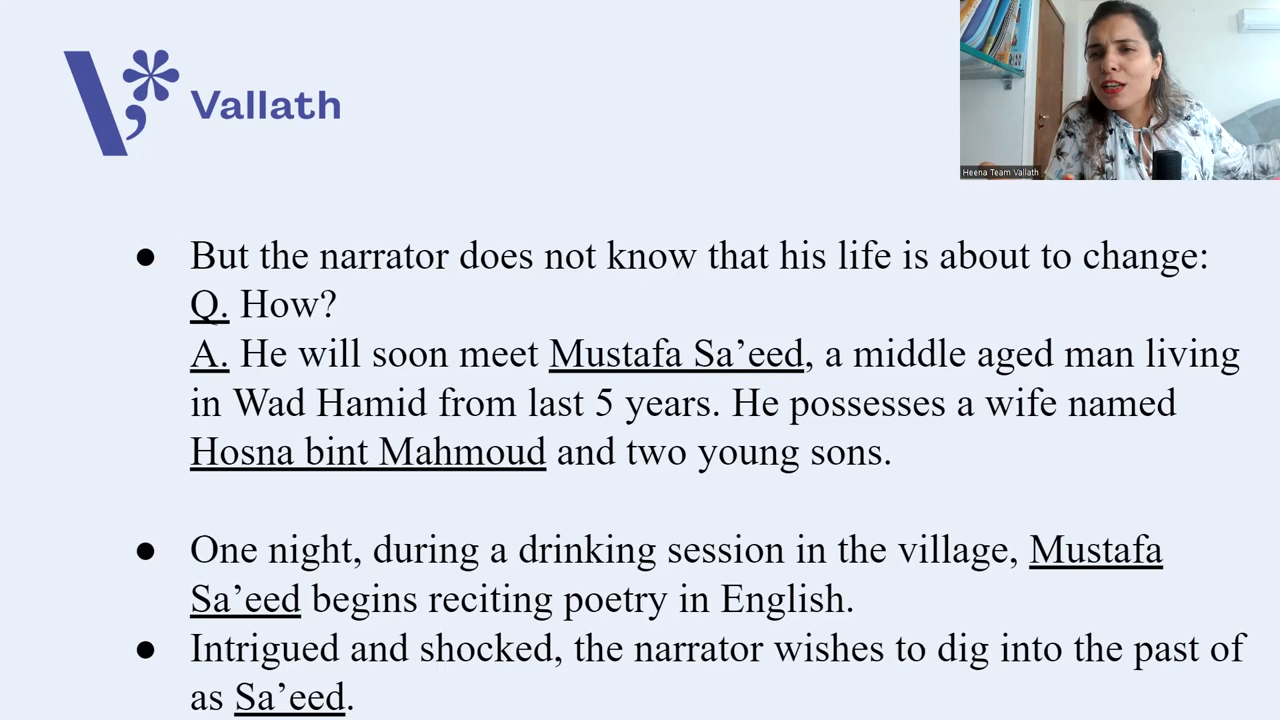 Vallath
Heena Team Vallath
● But the narrator does not know that his life is about to change:
Q. How?
A. He will soon meet Mustafa Sa’eed, a middle aged man living
in Wad Hamid from last 5 years. He possesses a wife named
Hosna bint Mahmoud and two young sons.
● One night, during a drinking session in the village, Mustafa
Sa’eed begins reciting poetry in English.
● Intrigued and shocked, the narrator wishes to dig into the past of
as Sa’eed.